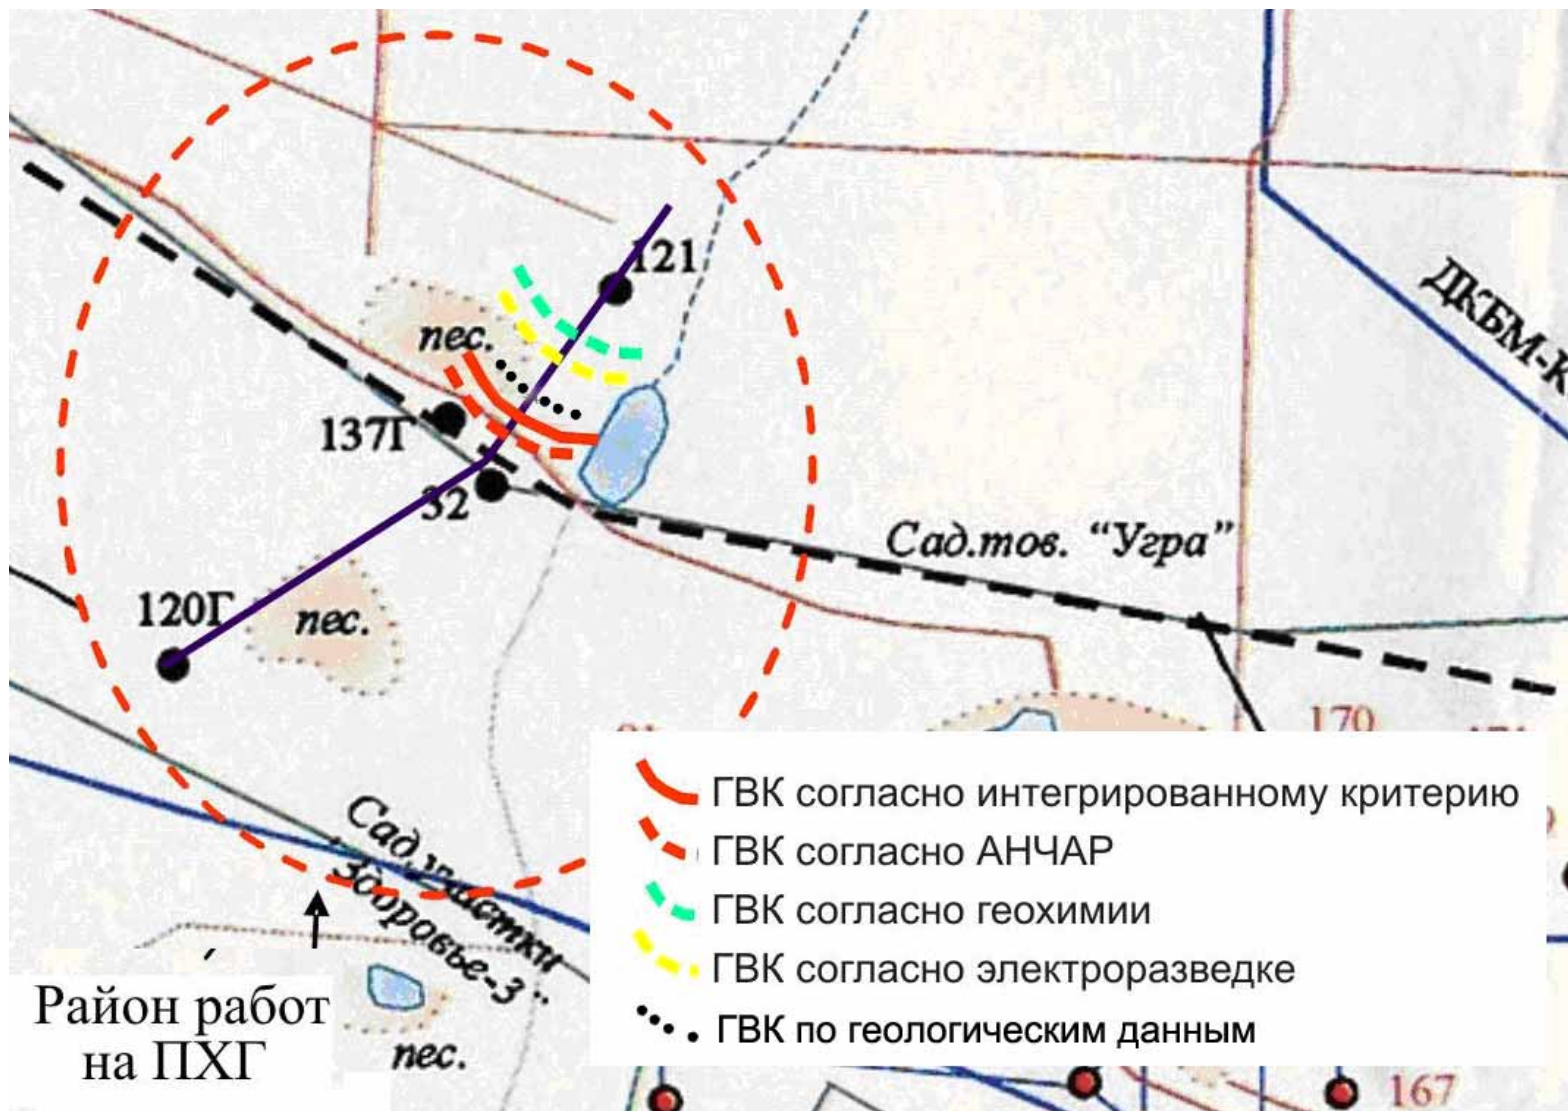 121
ДКБМ-К
пес.
137Г
32
Сад.тов. “Угра”
120Г
пес.
170
ГВК согласно интегрированному критерию
ГВК согласно АНЧАР
ГВК согласно геохимии
ГВК согласно электроразведке
ГВК по геологическим данным
Сад.участки
Здоровье-3”
Район работ
на ПХГ
пес.
167